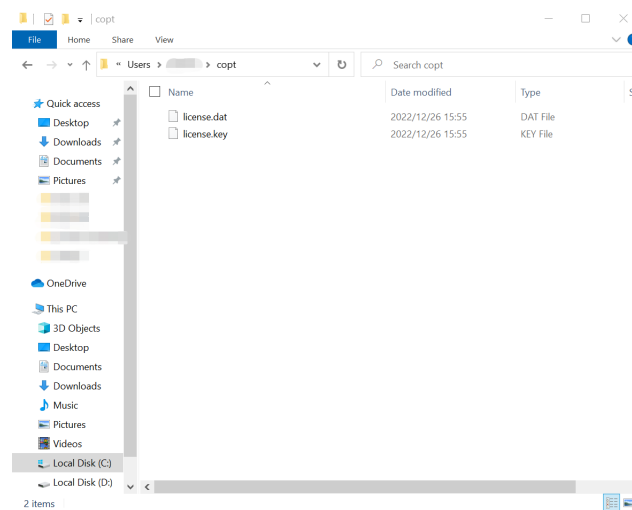 copt
File Home Share View
« Users > > copt
Search copt
Name Date modified Type S
license.dat 2022/12/26 15:55 DAT File
license.key 2022/12/26 15:55 KEY File
Quick access
Desktop
Downloads
Documents
Pictures
OneDrive
This PC
3D Objects
Desktop
Documents
Downloads
Music
Pictures
Videos
Local Disk (C:)
Local Disk (D:)
2 items